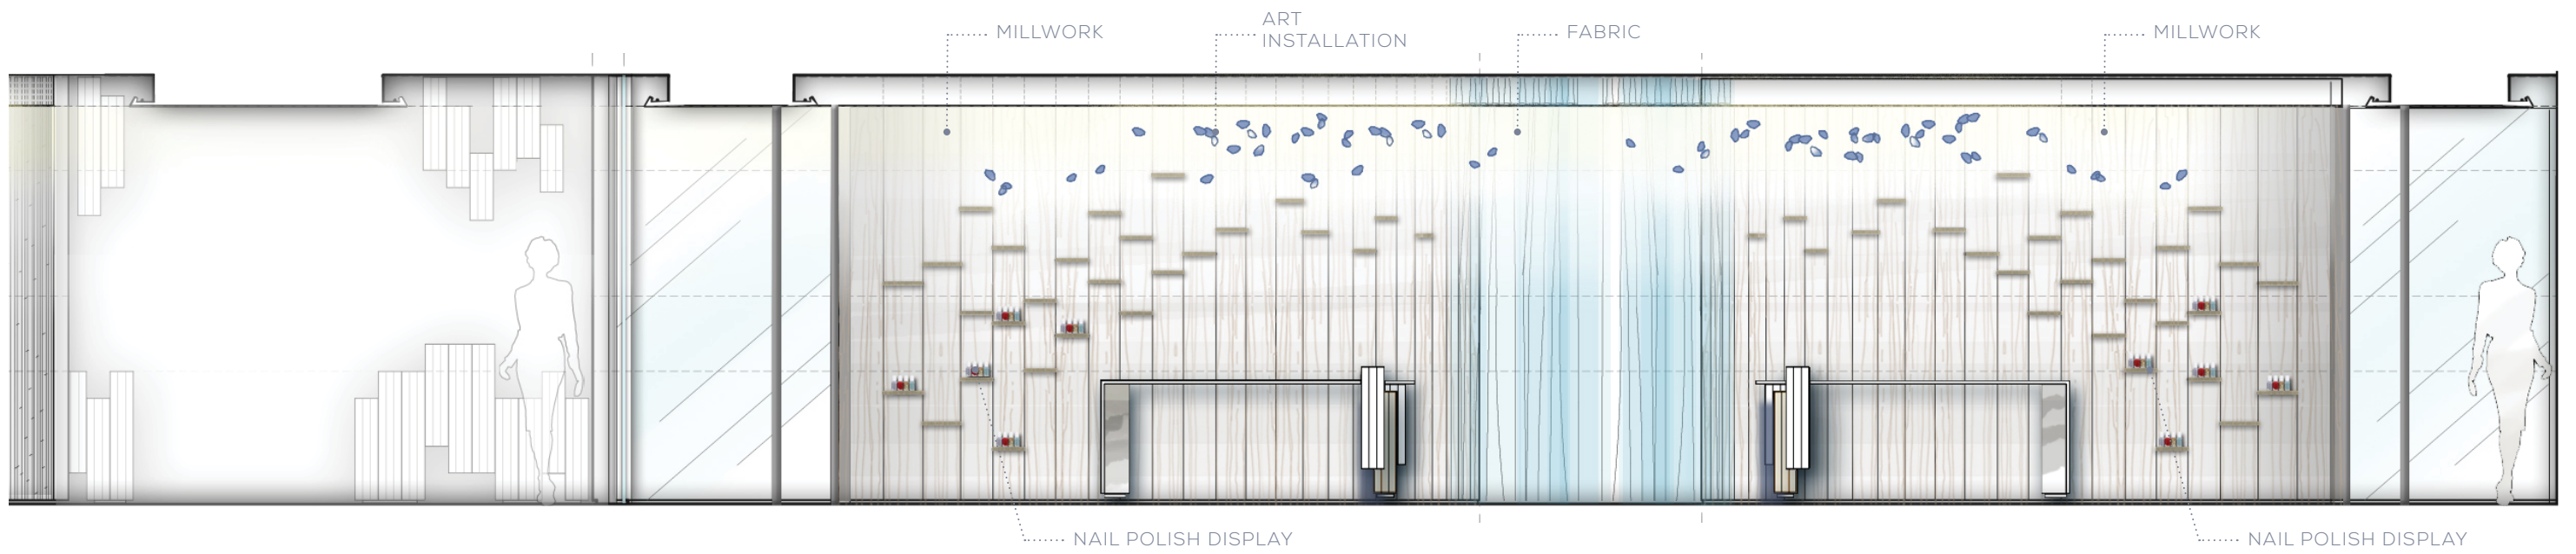 MILLWORK
ART
INSTALLATION
FABRIC
MILLWORK
NAIL POLISH DISPLAY
NAIL POLISH DISPLAY